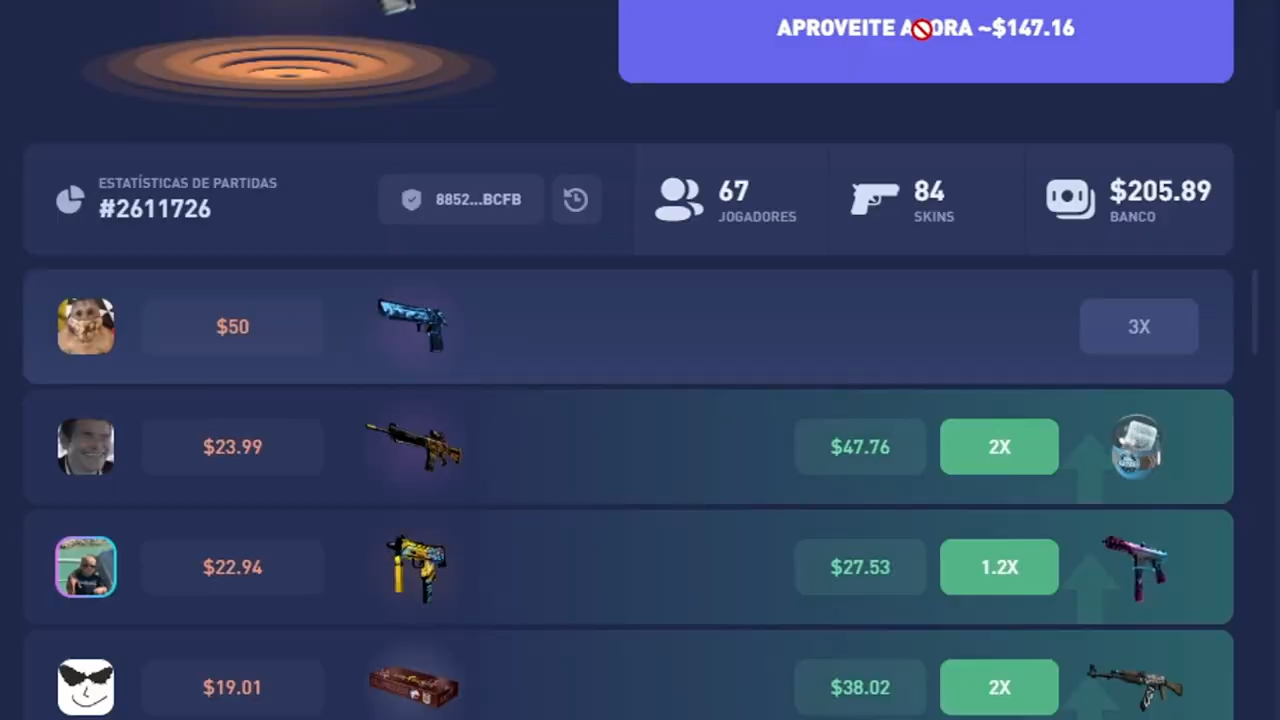 APROVEITE AGORA ~$147.16
ESTATÍSTICAS DE PARTIDAS
#2611726
8852...BCFB
67
JOGADORES
84
SKINS
$205.89
BANCO
$50
3X
$23.99
$47.76
2X
$22.94
$27.53
1.2X
$19.01
$38.02
2X